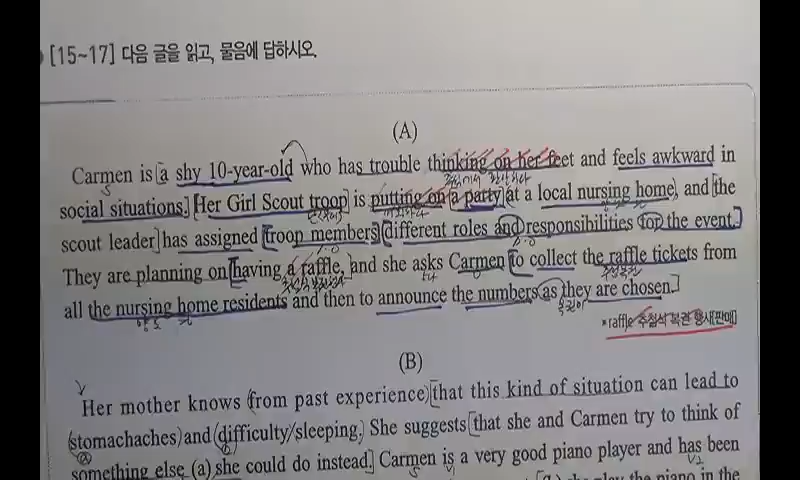 [15~17] 다음 글을 읽고, 물음에 답하시오.
(A)
Carmen is a shy 10-year-old who has trouble thinking on her feet and feels awkward in
social situations. Her Girl Scout troop is putting on a party at a local nursing home, and the
scout leader has assigned troop members different roles and responsibilities for the event.
They are planning on having a raffle, and she asks Carmen to collect the raffle tickets from
all the nursing home residents and then to announce the numbers as they are chosen.
*raffle 추첨식 복권 행사[판매]
(B)
Her mother knows from past experience that this kind of situation can lead to
stomachaches and difficulty sleeping. She suggests that she and Carmen try to think of
something else (a) she could do instead. Carmen is a very good piano player and has been
she play the piano in the